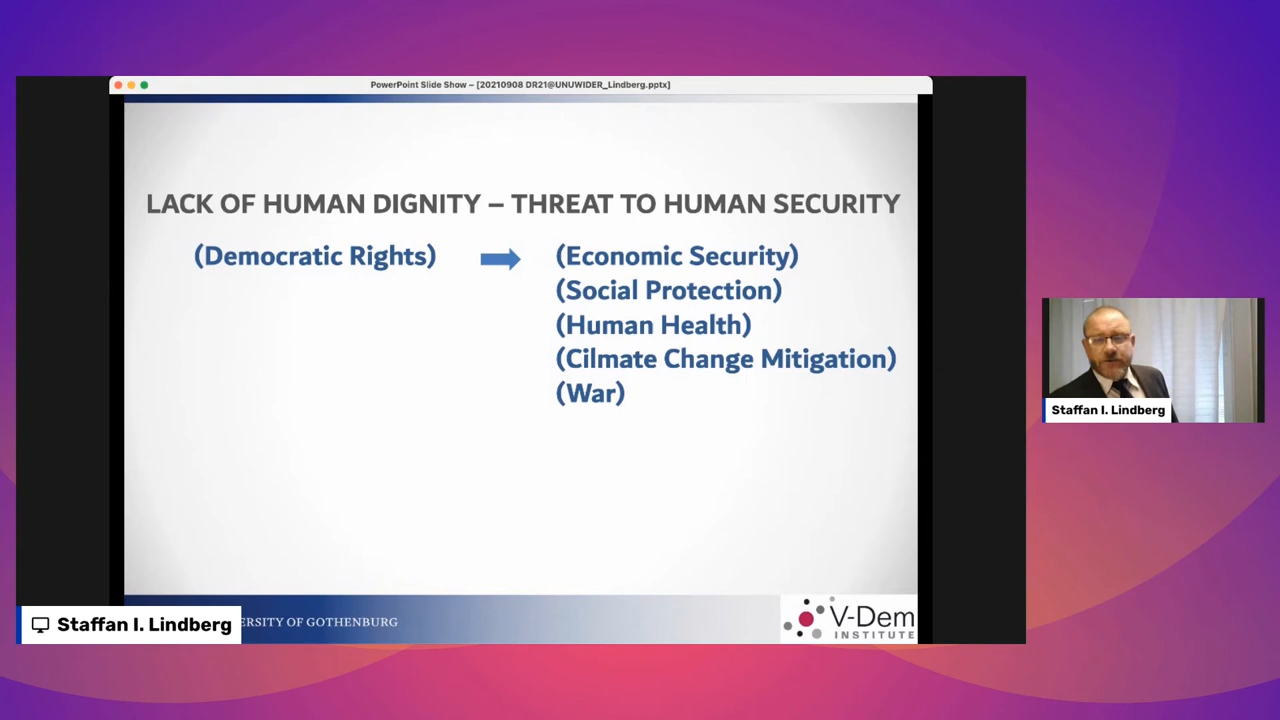 PowerPoint Slide Show – [20210908 DR21@UNUWIDER_Lindberg.pptx]
LACK OF HUMAN DIGNITY – THREAT TO HUMAN SECURITY
(Democratic Rights)
(Economic Security)
(Social Protection)
(Human Health)
(Cilmate Change Mitigation)
(War)
Staffan I. Lindberg
Staffan I. Lindberg
ERSITY OF GOTHENBURG
V-Dem
INSTITUTE